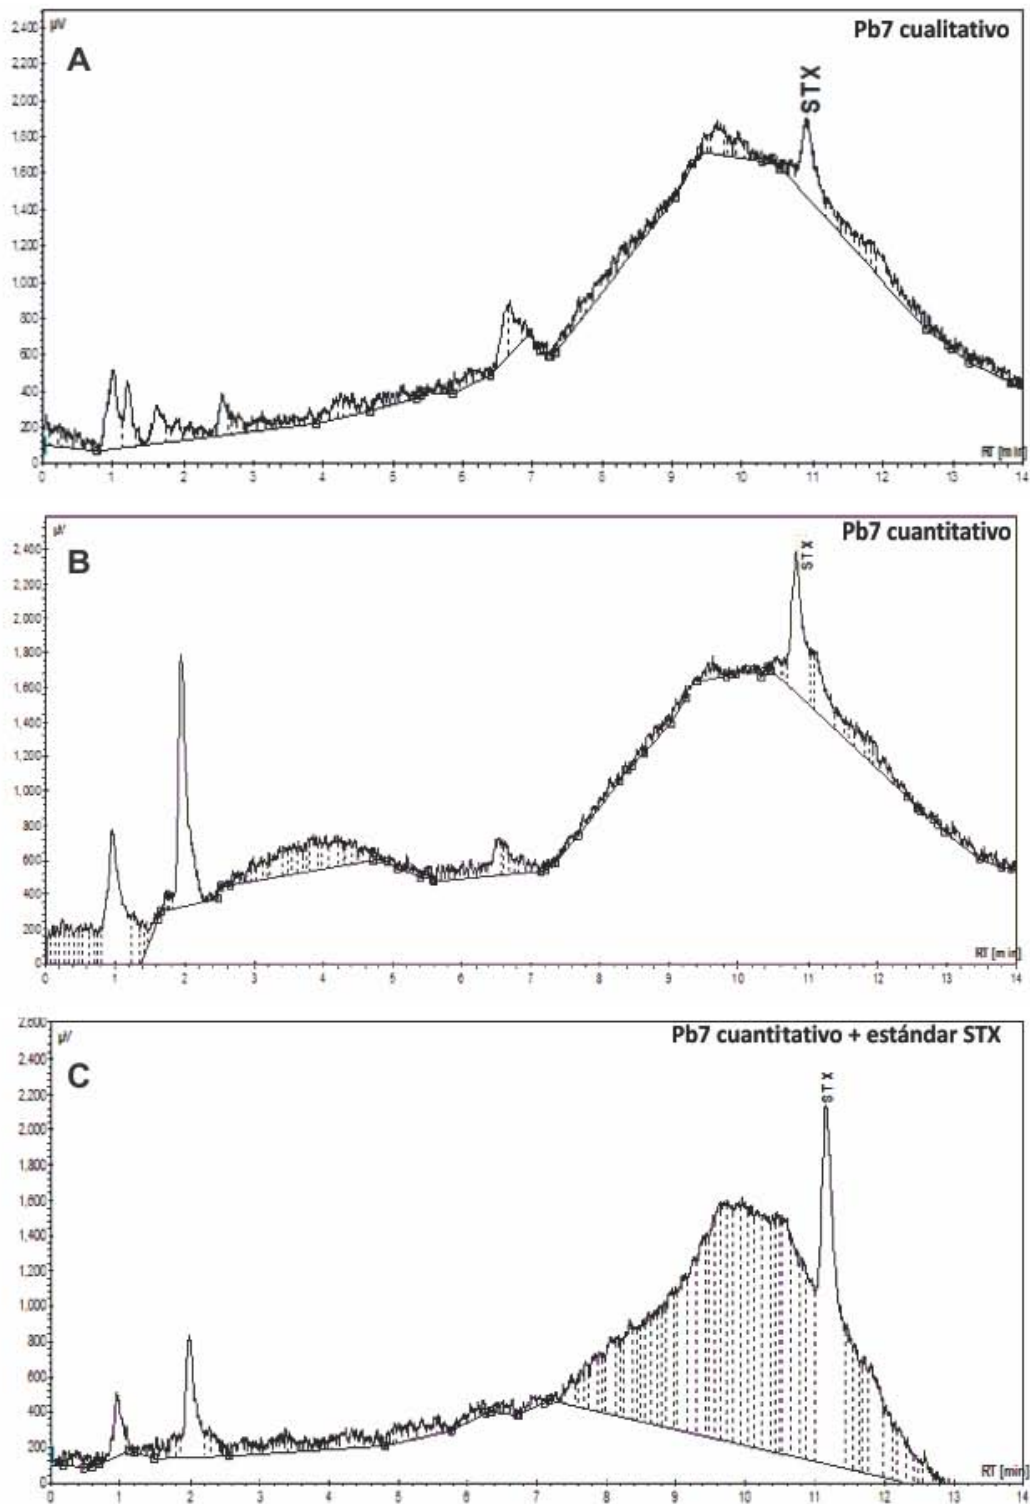 µV
Pb7 cualitativo
A
STX
2,400
2,200
2,000
1,800
1,600
1,400
1,200
1,000
800
600
400
200
0
RT [min]
0 1 2 3 4 5 6 7 8 9 10 11 12 13 14
µV
Pb7 cuantitativo
B
STX
2,400
2,200
2,000
1,800
1,600
1,400
1,200
1,000
800
600
400
200
0
RT [min]
0 1 2 3 4 5 6 7 8 9 10 11 12 13 14
2,600
µV
Pb7 cuantitativo + estándar STX
C
STX
2,400
2,200
2,000
1,800
1,600
1,400
1,200
1,000
800
600
400
200
0
RT [min]
0 1 2 3 4 5 6 7 8 9 10 11 12 13 14